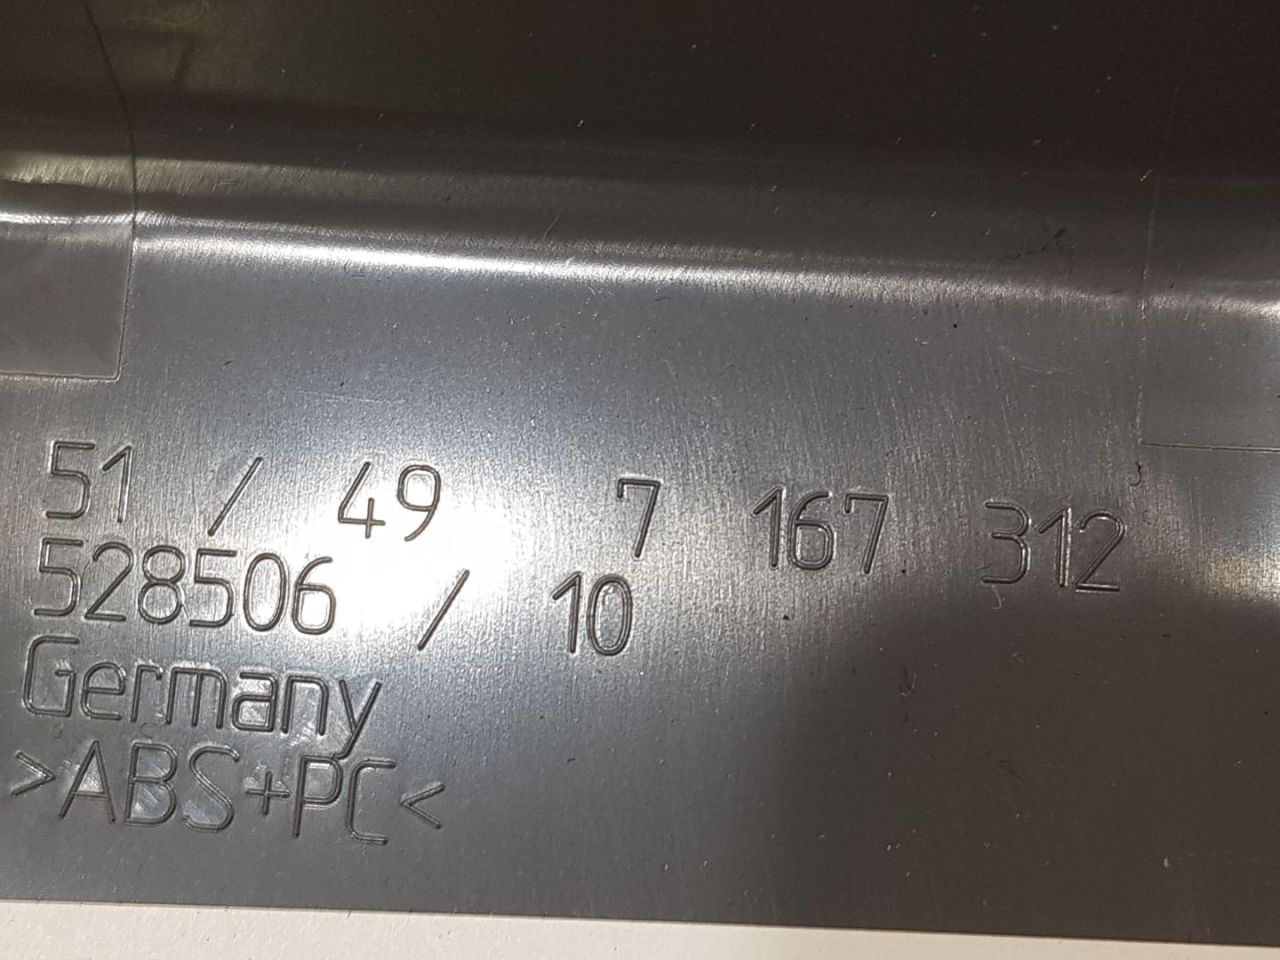 51 / 49 7 167 312
528506 / 10
Germany
>ABS+PC<